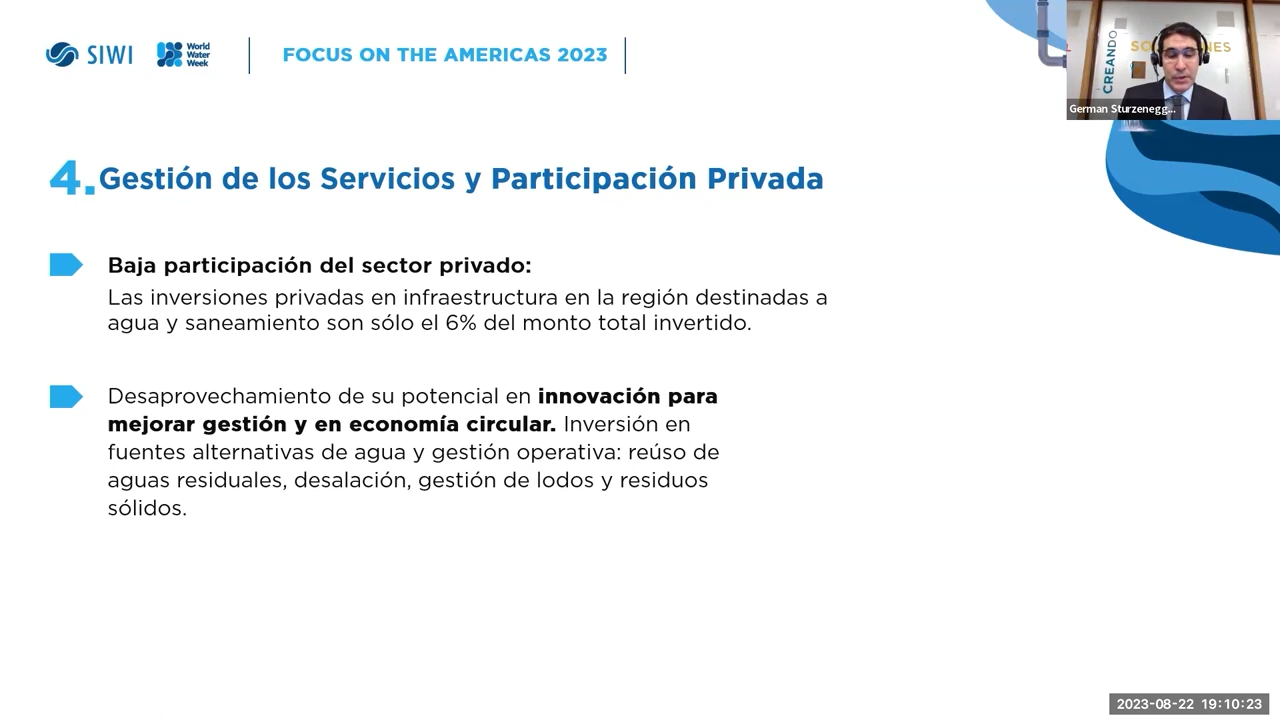 SIWI
World
Water
Week
FOCUS ON THE AMERICAS 2023
CREANDO
German Sturzenegg...
4. Gestión de los Servicios y Participación Privada
Baja participación del sector privado:
Las inversiones privadas en infraestructura en la región destinadas a
agua y saneamiento son sólo el 6% del monto total invertido.
Desaprovechamiento de su potencial en innovación para
mejorar gestión y en economía circular. Inversión en
fuentes alternativas de agua y gestión operativa: reúso de
aguas residuales, desalación, gestión de lodos y residuos
sólidos.
2023-08-22 19:10:23